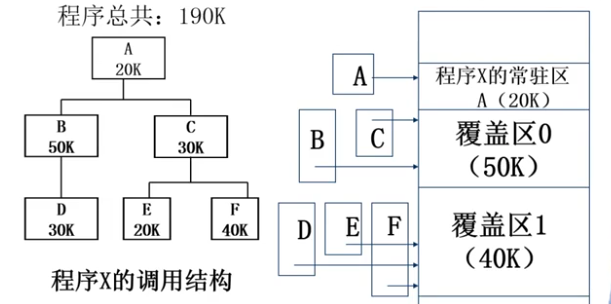 程序总共：190K
A
20K
B
50K
C
30K
D
30K
E
20K
F
40K
程序X的调用结构
A
B
C
D
E
F
程序X的常驻区
A（20K）
覆盖区0
（50K）
覆盖区1
（40K）